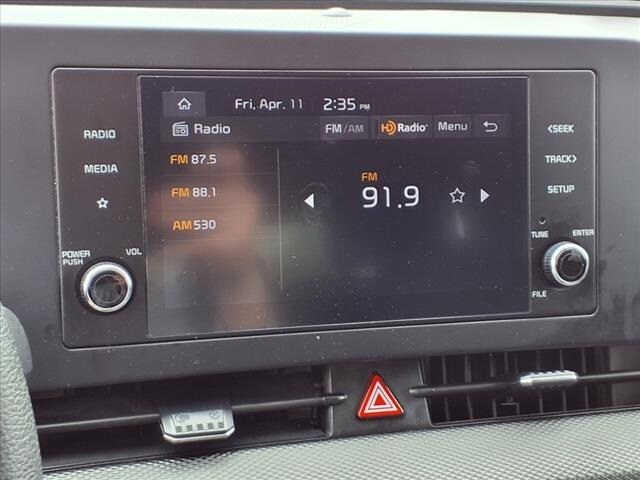 Fri, Apr. 11 2:35 PM
Radio FM/AM HD Radio Menu
RADIO
MEDIA
POWER PUSH
VOL
FM 87.5
FM 88.1
AM 530
FM
91.9
<SEEK
TRACK>
SETUP
TUNE
ENTER
FILE